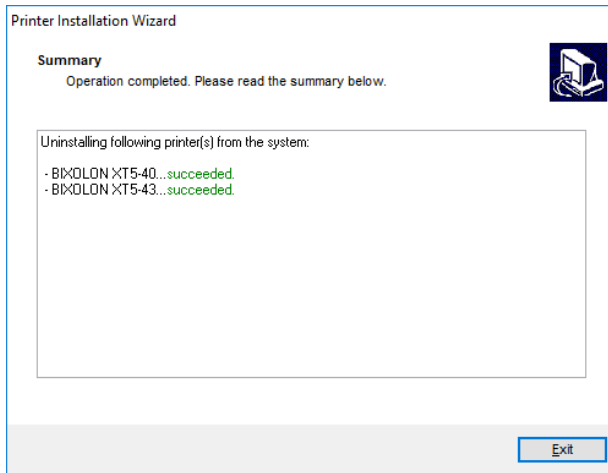 Printer Installation Wizard
Summary
Operation completed. Please read the summary below.
Uninstalling following printer(s) from the system:
- BIXOLON XT5-40...succeeded.
- BIXOLON XT5-43...succeeded.
Exit